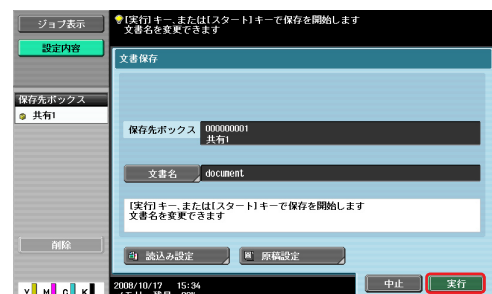 ジョブ表示
設定内容
[実行]キー、または[スタート]キーで保存を開始します
文書名を変更できます
文書保存
保存先ボックス
共有1
保存先ボックス
000000001
共有1
文書名
document
[実行]キー、または[スタート]キーで保存を開始します
文書名を変更できます
削除
読込み設定
原稿設定
2008/10/17 15:34
中止
実行
Y M C K